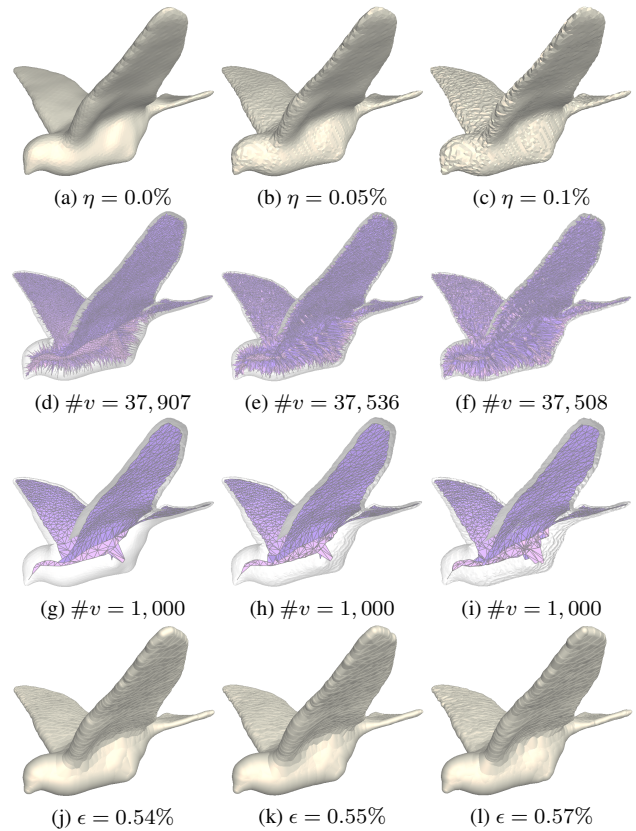 (a) η = 0.0%
(b) η = 0.05%
(c) η = 0.1%
(d) #v = 37,907
(e) #v = 37,536
(f) #v = 37,508
(g) #v = 1,000
(h) #v = 1,000
(i) #v = 1,000
(j) ϵ = 0.54%
(k) ϵ = 0.55%
(l) ϵ = 0.57%